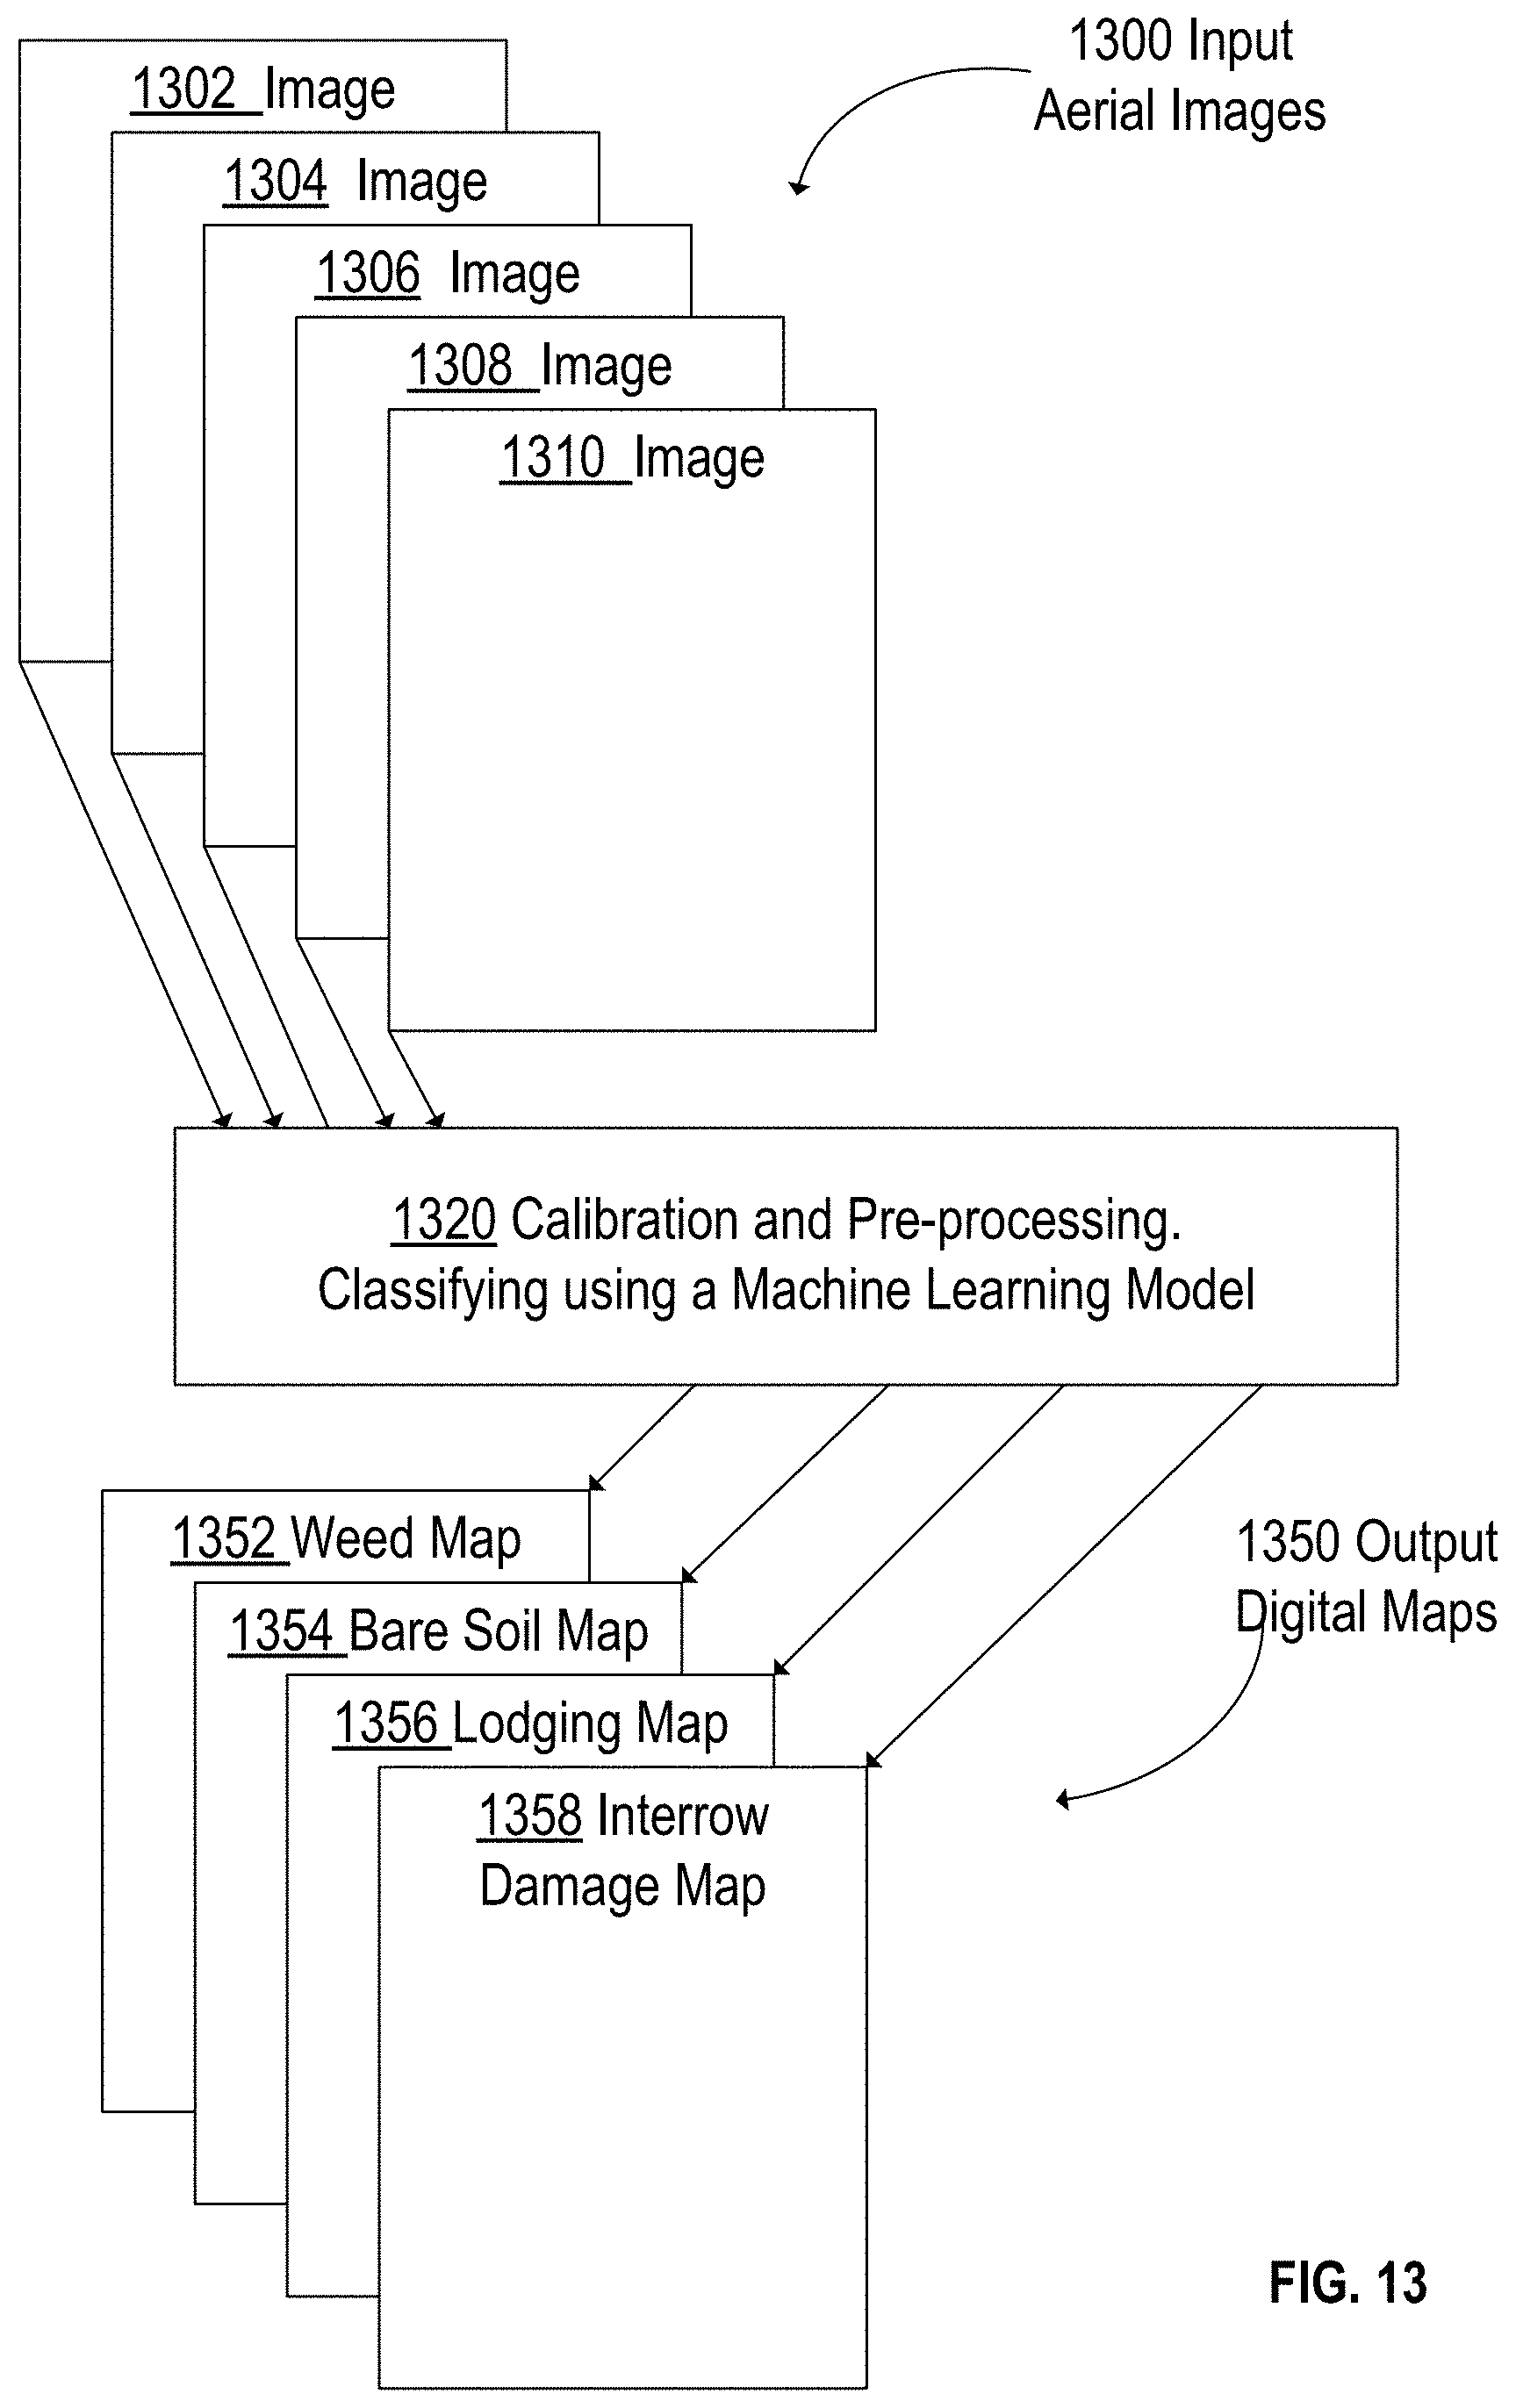 1300 Input
Aerial Images
1302 Image
1304 Image
1306 Image
1308 Image
1310 Image
1320 Calibration and Pre-processing.
Classifying using a Machine Learning Model
1352 Weed Map
1354 Bare Soil Map
1356 Lodging Map
1358 Interrow
Damage Map
1350 Output
Digital Maps
FIG. 13